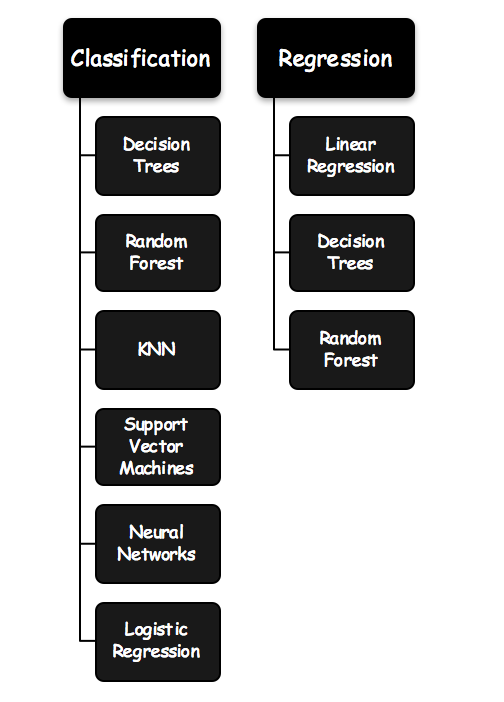 Classification
Decision
Trees
Random
Forest
KNN
Support
Vector
Machines
Neural
Networks
Logistic
Regression
Regression
Linear
Regression
Decision
Trees
Random
Forest